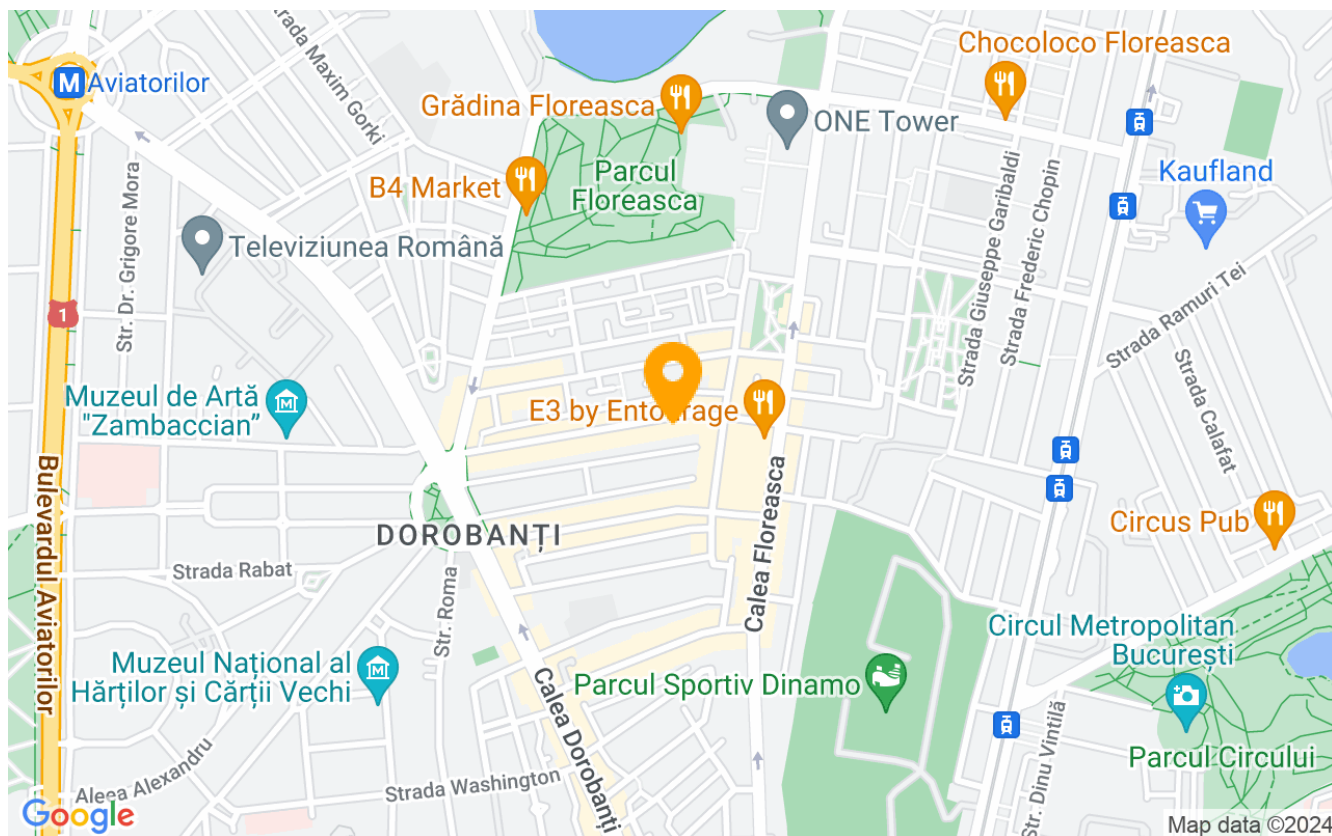 Strada Maxim Gorki
Chocoloco Floreasca
M Aviatorilor
Grădina Floreasca
ONE Tower
Parcul
Floreasca
Kaufland
B4 Market
Str. Dr. Grigore Mora
Televiziunea Română
Strada Giuseppe Garibaldi
Strada Frederic Chopin
Strada Ramuri Tei
1
Strada Calafat
Muzeul de Artă
"Zambaccian”
E3 by Entourage
Bulevardul Aviatorilor
Calea Floreasca
DOROBANȚI
Circus Pub
Strada Rabat
Str. Roma
Circul Metropolitan
București
Muzeul Național al
Hărților și Cărții Vechi
Parcul Sportiv Dinamo
Calea Dorobanți
Str. Dinu Vintilă
Parcul Circului
Aleea Alexandru
Strada Washington
Google
Map data ©2024